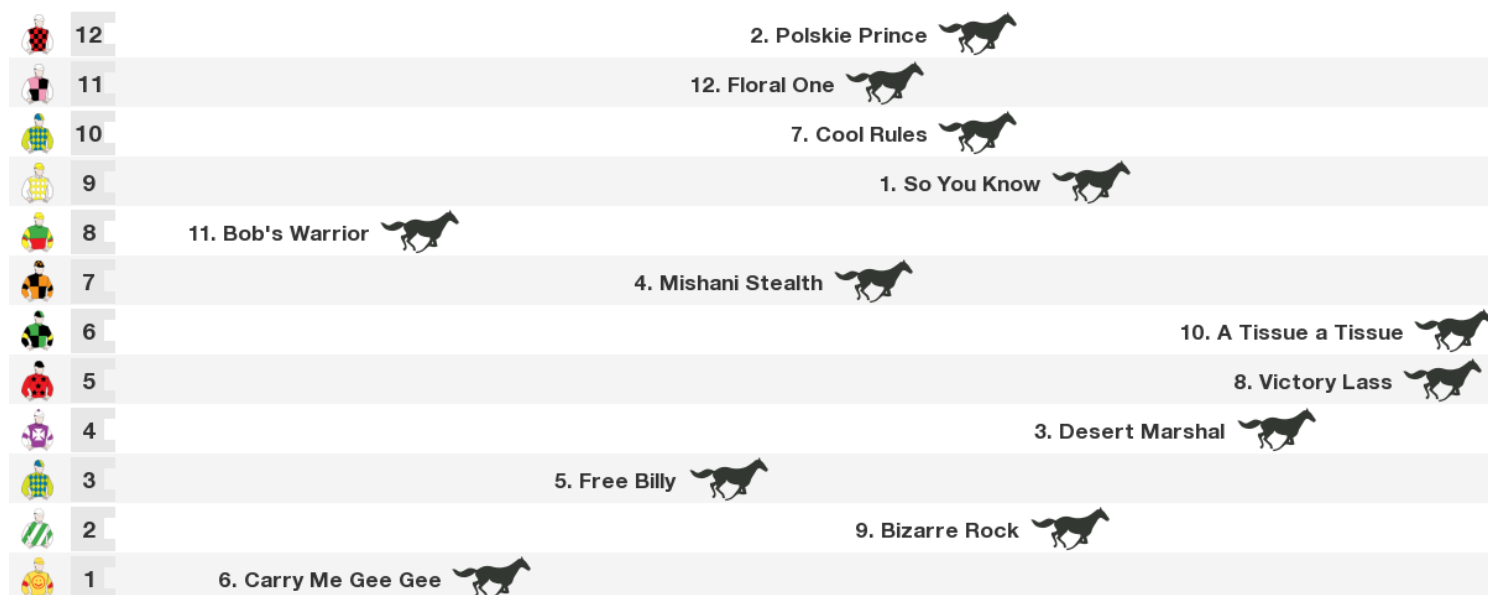 12 2. Polskie Prince
11 12. Floral One
10 7. Cool Rules
9 1. So You Know
8 11. Bob's Warrior
7 4. Mishani Stealth
6 10. A Tissue a Tissue
5 8. Victory Lass
4 3. Desert Marshal
3 5. Free Billy
2 9. Bizarre Rock
1 6. Carry Me Gee Gee